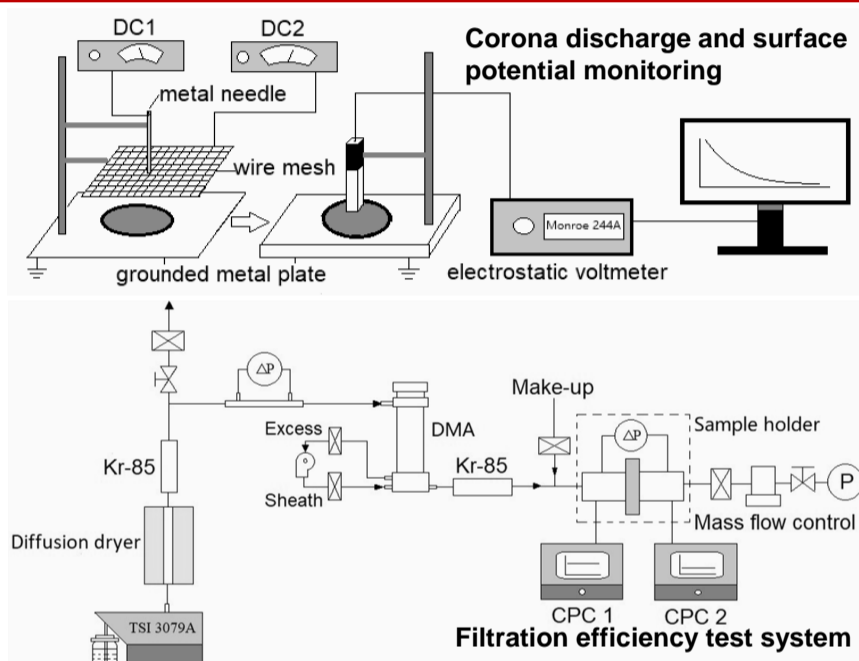 DC1
DC2
Corona discharge and surface
potential monitoring
metal needle
wire mesh
Monroe 244A
grounded metal plate
electrostatic voltmeter
ΔP
Make-up
Excess
DMA
ΔP
Sample holder
Kr-85
Kr-85
Sheath
P
Mass flow control
Diffusion dryer
CPC 1
CPC 2
TSI 3079A
Filtration efficiency test system